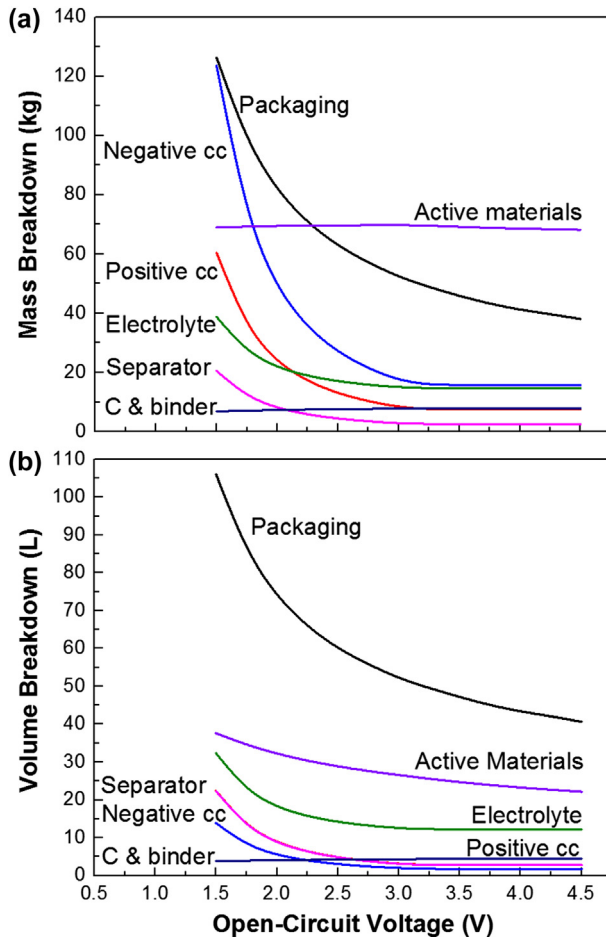 (a)
140
120
100
80
60
40
20
0
Mass Breakdown (kg)
Packaging
Negative cc
Active materials
Positive cc
Electrolyte
Separator
C & binder
(b)
110
100
90
80
70
60
50
40
30
20
10
0
Volume Breakdown (L)
Packaging
Active Materials
Separator
Electrolyte
Negative cc
C & binder
Positive cc
0.5 1.0 1.5 2.0 2.5 3.0 3.5 4.0 4.5
Open-Circuit Voltage (V)